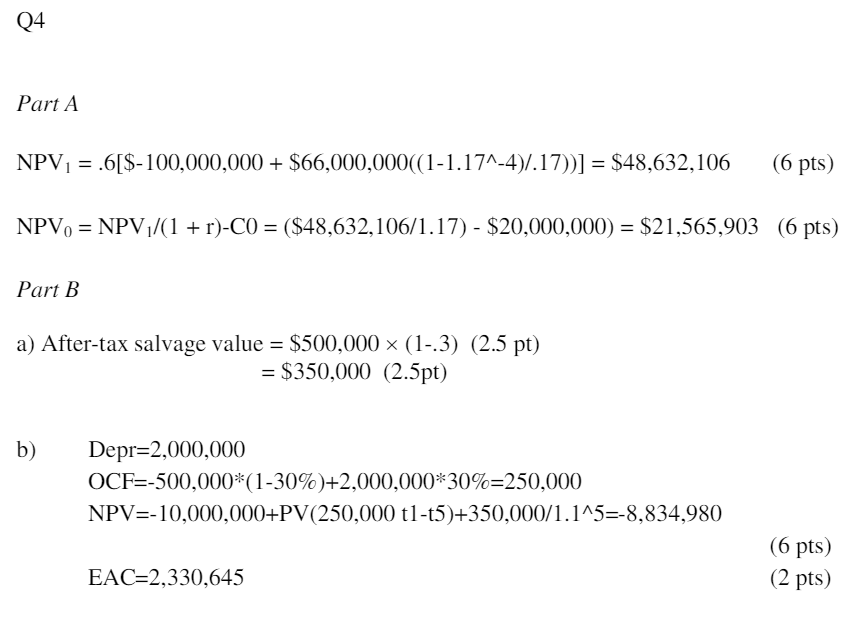 Q4
Part A
NPV₁ = .6[$-100,000,000 + $66,000,000((1-1.17^-4)/.17))] = $48,632,106 (6 pts)
NPV₀ = NPV₁/(1 + r)-C0 = ($48,632,106/1.17) - $20,000,000) = $21,565,903 (6 pts)
Part B
a) After-tax salvage value = $500,000 × (1-.3) (2.5 pt)
= $350,000 (2.5pt)
b) Depr=2,000,000
OCF=-500,000*(1-30%)+2,000,000*30%=250,000
NPV=-10,000,000+PV(250,000 t1-t5)+350,000/1.1^5=-8,834,980
(6 pts)
EAC=2,330,645 (2 pts)